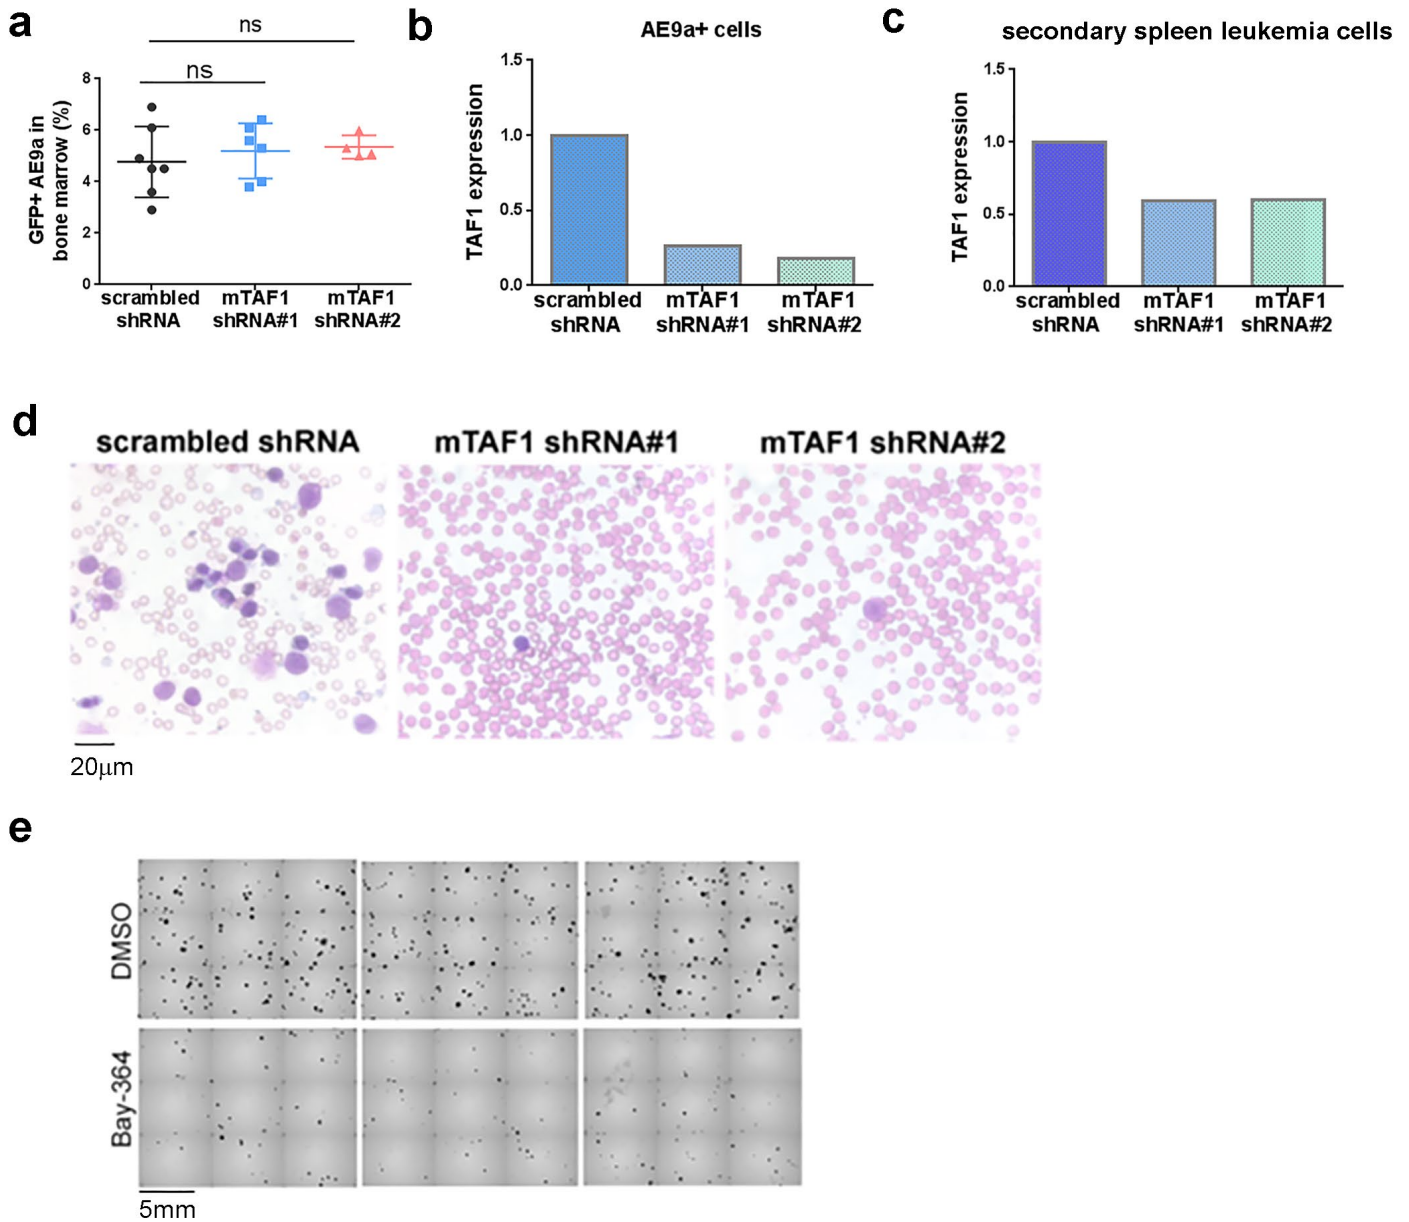 a
ns
ns
GFP+ AE9a in
bone marrow (%)
8
6
4
2
0
scrambled
shRNA
mTAF1
shRNA#1
mTAF1
shRNA#2
b
AE9a+ cells
TAF1 expression
1.5
1.0
0.5
0.0
scrambled
shRNA
mTAF1
shRNA#1
mTAF1
shRNA#2
c
secondary spleen leukemia cells
TAF1 expression
1.5
1.0
0.5
0.0
scrambled
shRNA
mTAF1
shRNA#1
mTAF1
shRNA#2
d
scrambled shRNA
mTAF1 shRNA#1
mTAF1 shRNA#2
20μm
e
DMSO
Bay-364
5mm